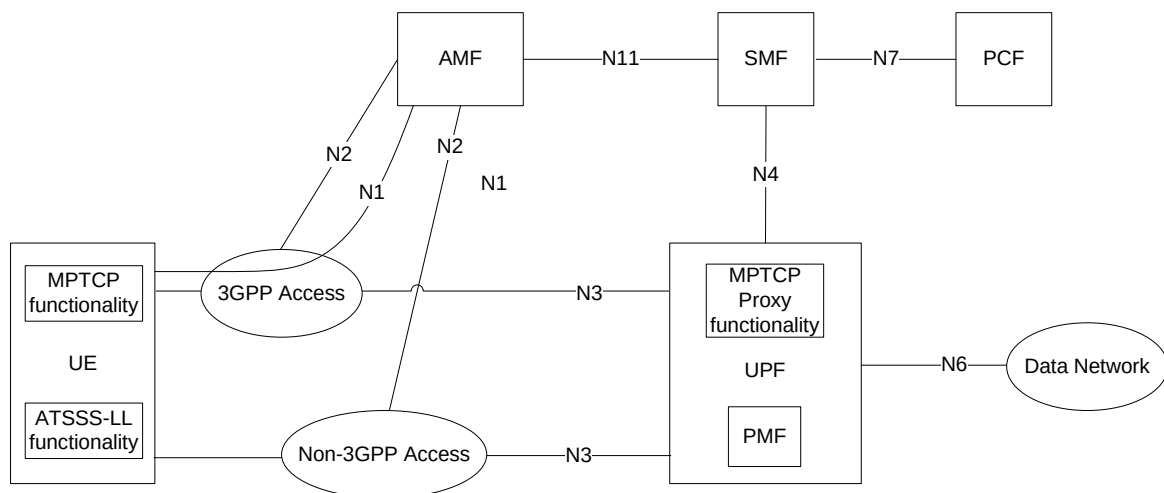 AMF
N11
SMF
N7
PCF
N2
N2
N1
N1
N4
MPTCP
functionality
UE
ATSSS-LL
functionality
3GPP Access
N3
MPTCP
Proxy
functionality
UPF
PMF
N6
Data Network
Non-3GPP Access
N3